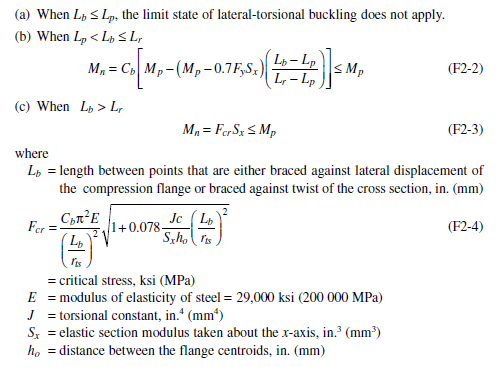 (a) When Lb ≤ Lp, the limit state of lateral-torsional buckling does not apply.
(b) When Lp < Lb ≤ Lr
Mn = Cb[Mp − (Mp − 0.7FySx)((Lb − Lp)/(Lr − Lp))] ≤ Mp (F2-2)
(c) When Lb > Lr
Mn = FcrSx ≤ Mp (F2-3)
where
Lb = length between points that are either braced against lateral displacement of
the compression flange or braced against twist of the cross section, in. (mm)
Fcr = (Cbπ²E/(Lb/rts)²)√(1 + 0.078 (Jc/(Sxho))(Lb/rts)²) (F2-4)
= critical stress, ksi (MPa)
E = modulus of elasticity of steel = 29,000 ksi (200 000 MPa)
J = torsional constant, in.⁴ (mm⁴)
Sx = elastic section modulus taken about the x-axis, in.³ (mm³)
ho = distance between the flange centroids, in. (mm)